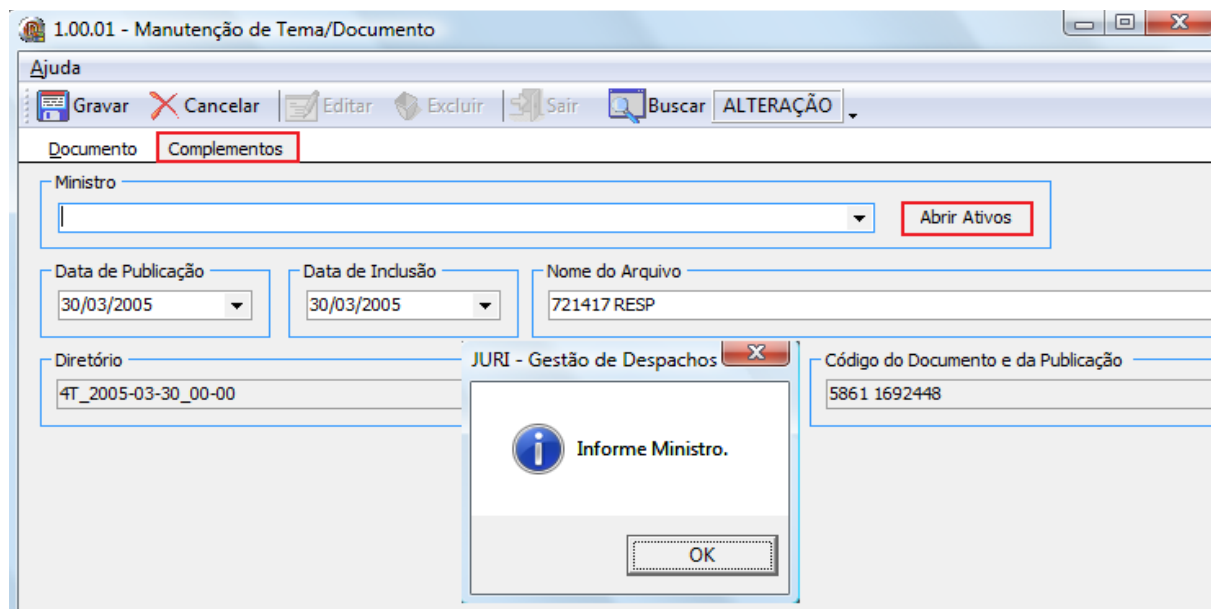 1.00.01 - Manutenção de Tema/Documento
Ajuda
Gravar Cancelar Editar Excluir Sair Buscar ALTERAÇÃO
Documento Complementos
Ministro
Abrir Ativos
Data de Publicação Data de Inclusão Nome do Arquivo
30/03/2005 30/03/2005 721417 RESP
Diretório JURI - Gestão de Despachos Código do Documento e da Publicação
4T_2005-03-30_00-00 5861 1692448
Informe Ministro.
OK